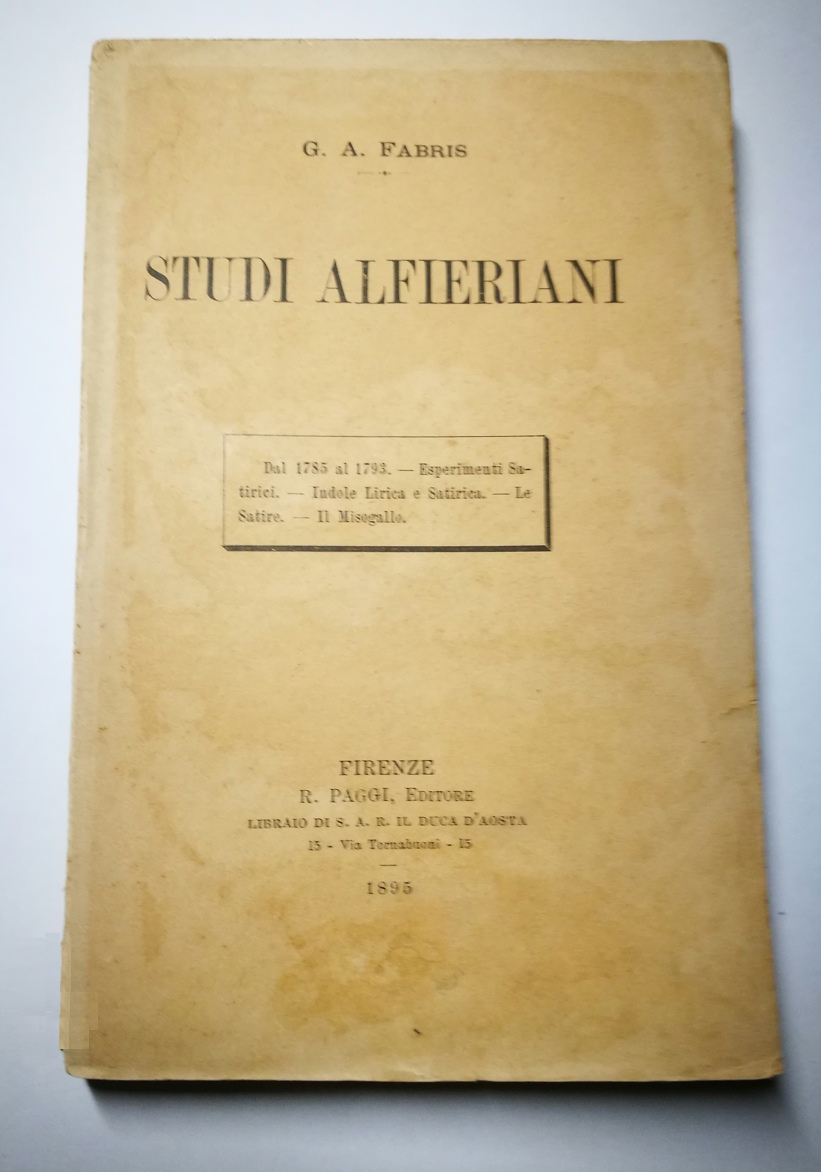 G. A. FABRIS
STUDI ALFIERIANI
Dal 1785 al 1793. — Esperimenti Sa-
tirici. — Indole Lirica e Satirica. — Le
Satire. — Il Misogallo.
FIRENZE
R. PAGGI, EDITORE
LIBRAIO DI S. A. R. IL DUCA D'AOSTA
15 - Via Tornabuoni - 15
1895